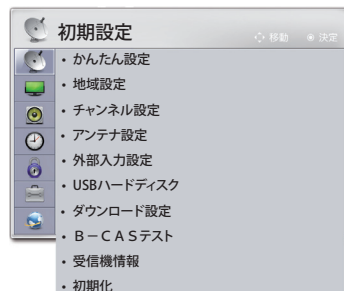 初期設定
移動 決定
・かんたん設定
・地域設定
・チャンネル設定
・アンテナ設定
・外部入力設定
・USBハードディスク
・ダウンロード設定
・B－CASテスト
・受信機情報
・初期化